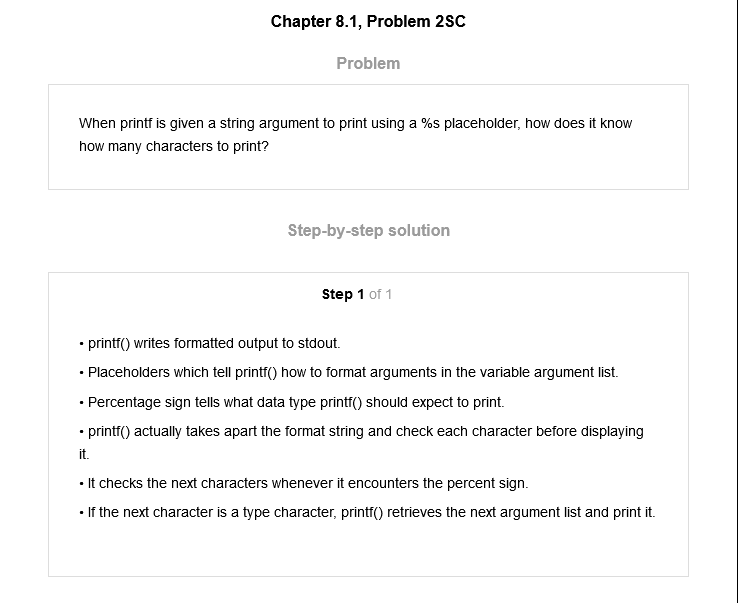 Chapter 8.1, Problem 2SC
Problem
When printf is given a string argument to print using a %s placeholder, how does it know
how many characters to print?
Step-by-step solution
Step 1 of 1
• printf() writes formatted output to stdout.
• Placeholders which tell printf() how to format arguments in the variable argument list.
• Percentage sign tells what data type printf() should expect to print.
• printf() actually takes apart the format string and check each character before displaying
it.
• It checks the next characters whenever it encounters the percent sign.
• If the next character is a type character, printf() retrieves the next argument list and print it.